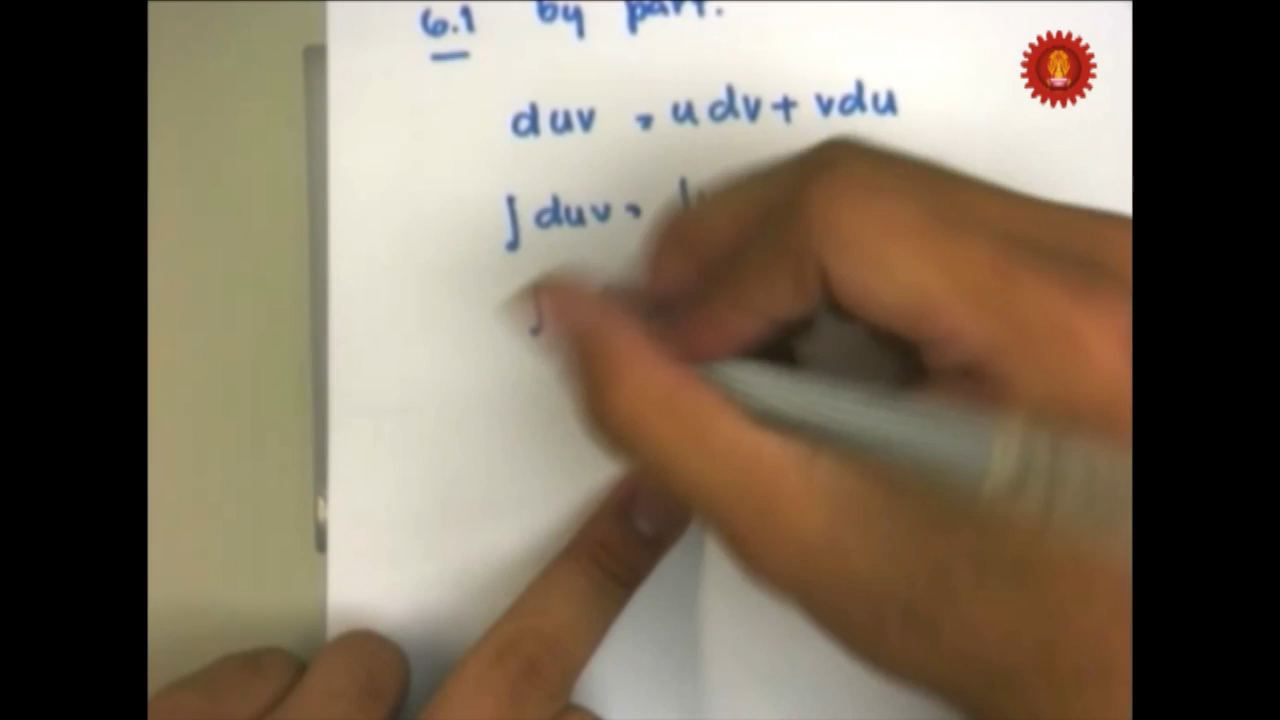 6.1 by part.
duv = udv + vdu
∫ duv = ∫
∫